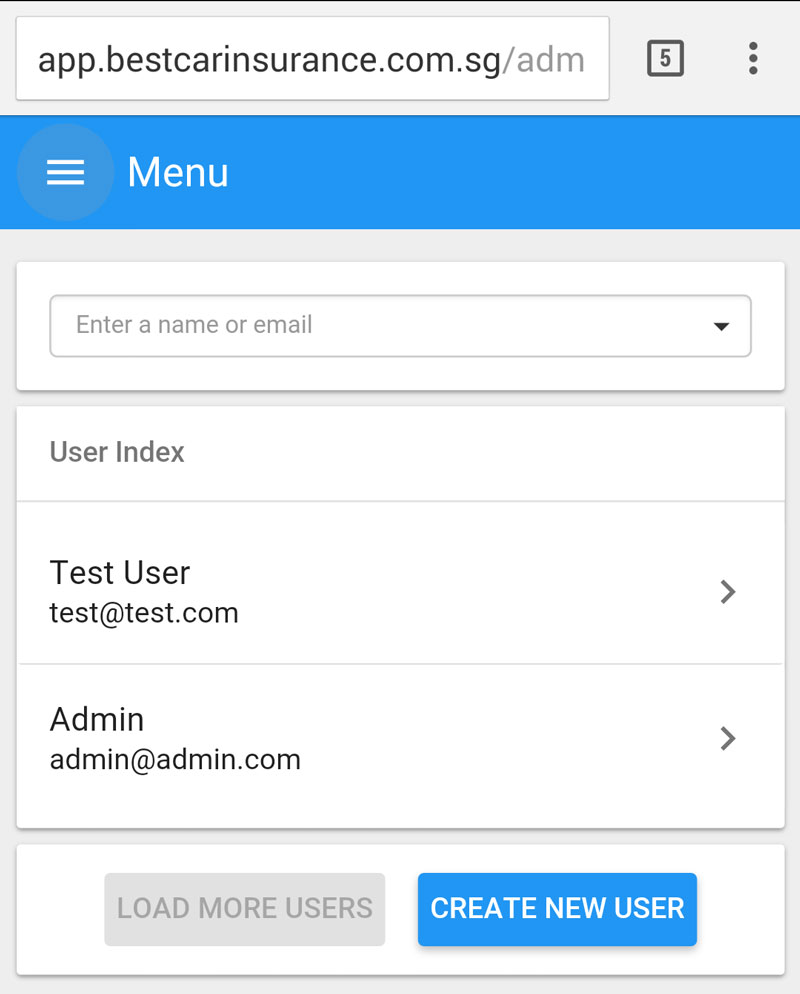 app.bestcarinsurance.com.sg/adm
5
Menu
Enter a name or email
User Index
Test User
test@test.com
Admin
admin@admin.com
LOAD MORE USERS
CREATE NEW USER